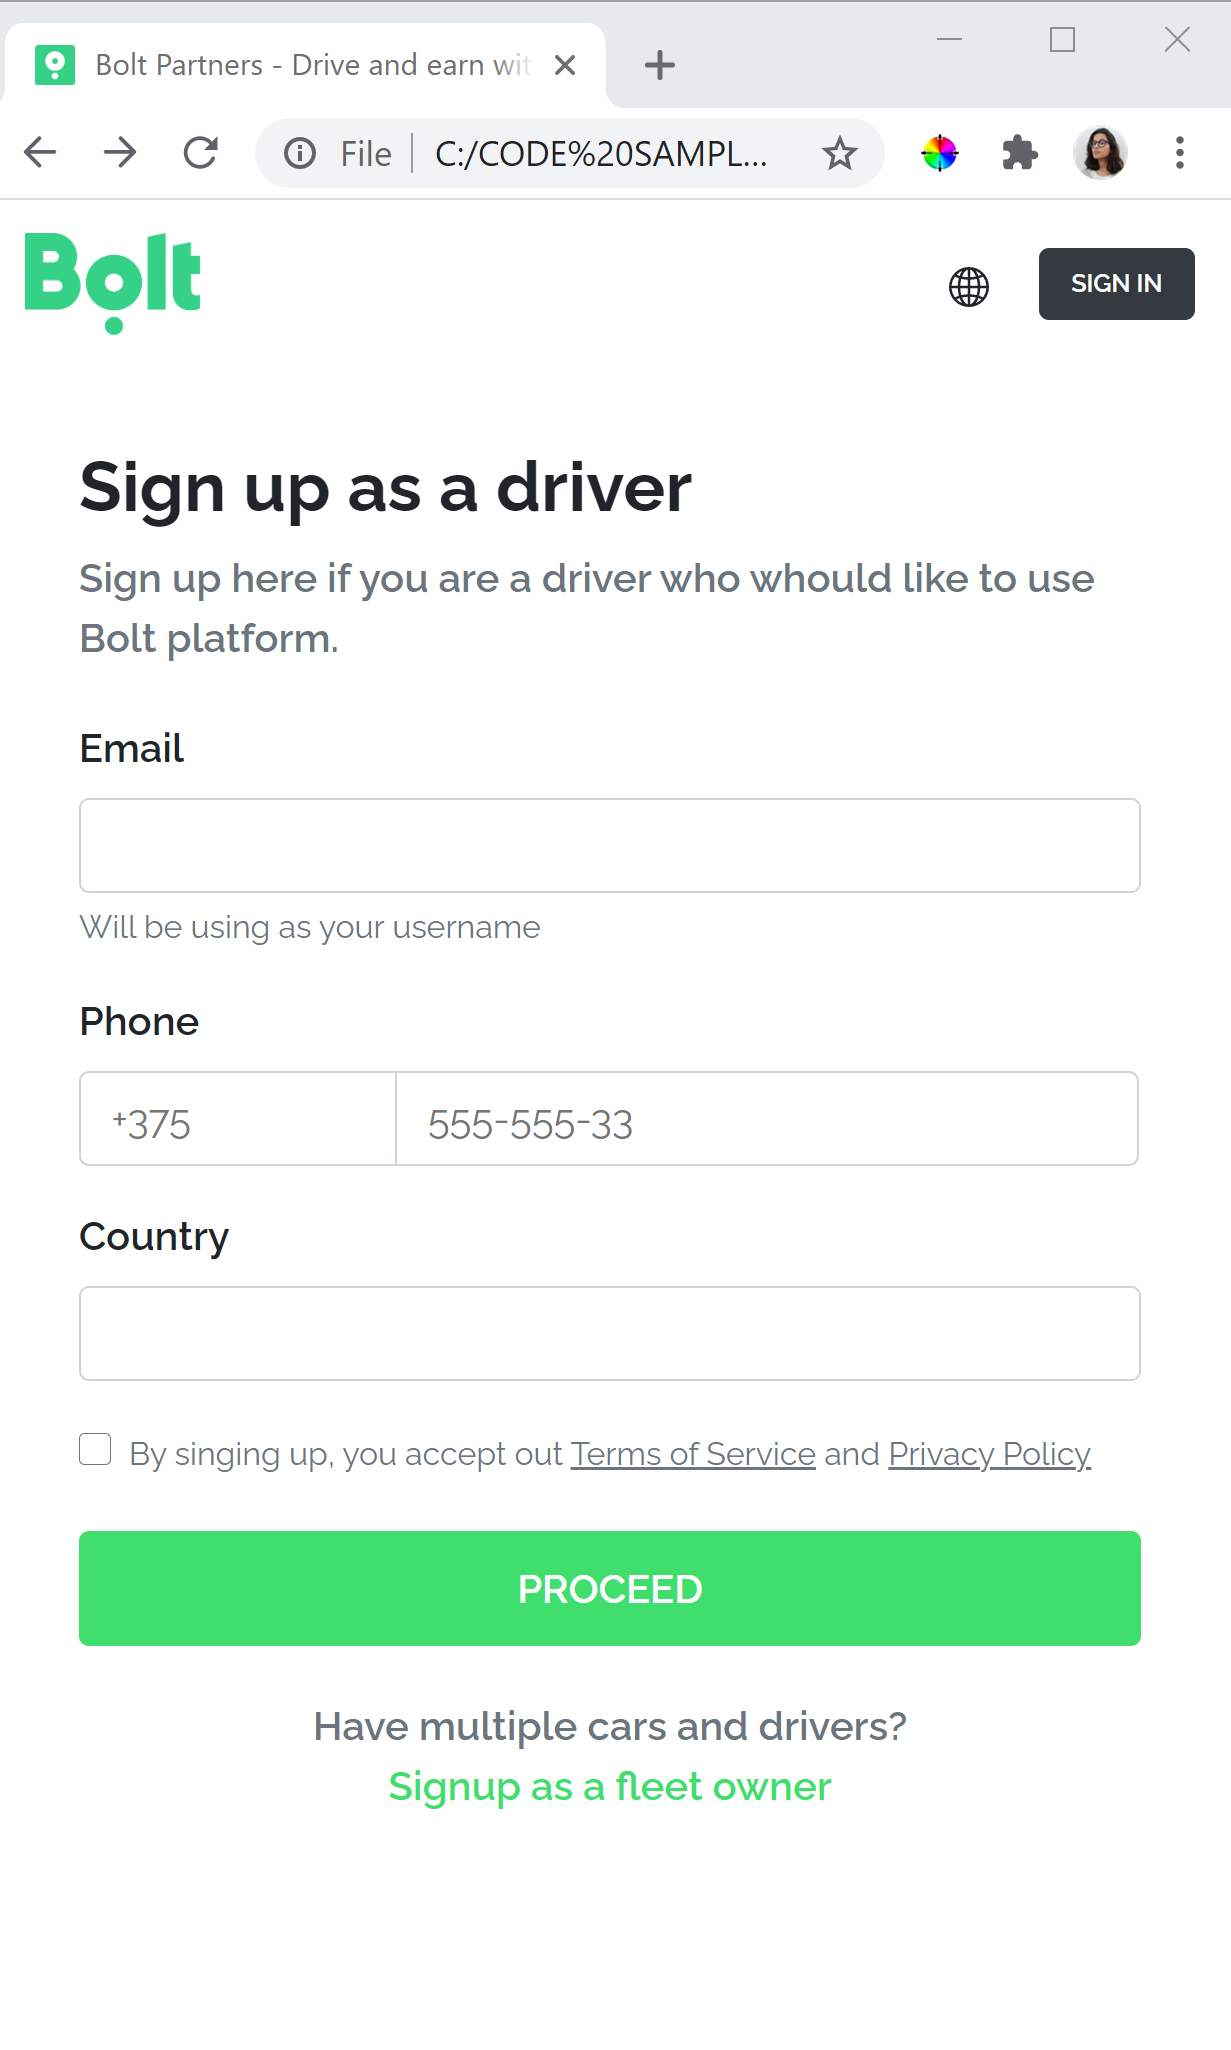 Bolt Partners - Drive and earn wit
File C:/CODE%20SAMPL...
Bolt
SIGN IN
Sign up as a driver
Sign up here if you are a driver who whould like to use
Bolt platform.
Email
Will be using as your username
Phone
+375 555-555-33
Country
By singing up, you accept out Terms of Service and Privacy Policy
PROCEED
Have multiple cars and drivers?
Signup as a fleet owner